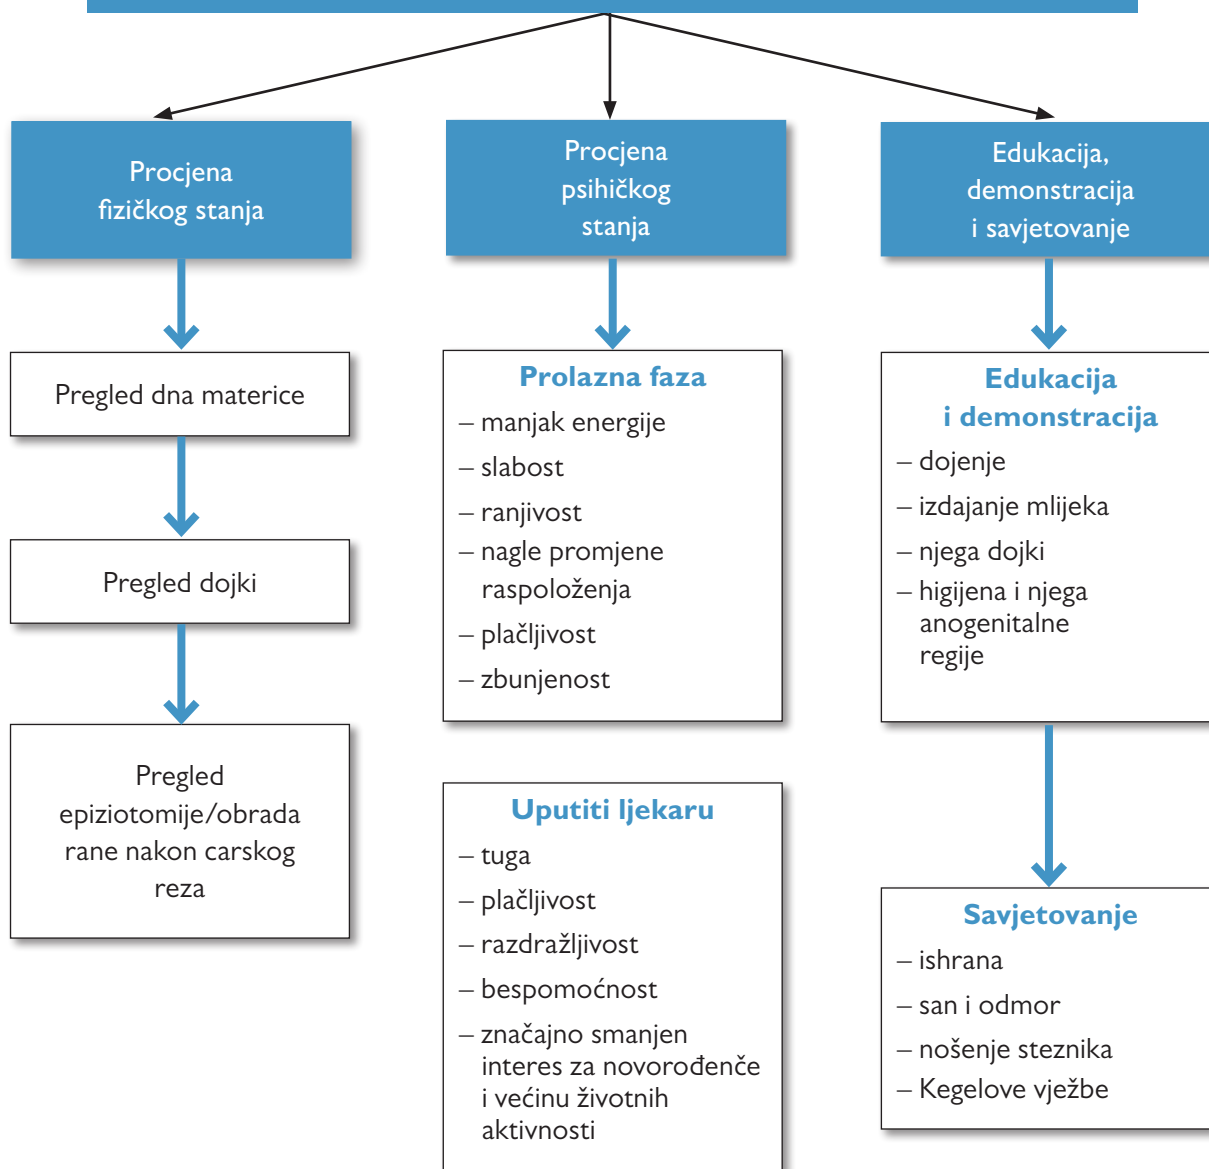 Procjena
fizičkog stanja
Procjena
psihičkog
stanja
Edukacija,
demonstracija
i savjetovanje
Pregled dna materice
Pregled dojki
Pregled
epiziotomije/obrada
rane nakon carskog
reza
Prolazna faza
– manjak energije
– slabost
– ranjivost
– nagle promjene
raspoloženja
– plačljivost
– zbunjenost
Uputiti ljekaru
– tuga
– plačljivost
– razdražljivost
– bespomoćnost
– značajno smanjen
interes za novorođenče
i većinu životnih
aktivnosti
Edukacija
i demonstracija
– dojenje
– izdajanje mlijeka
– njega dojki
– higijena i njega
anogenitalne
regije
Savjetovanje
– ishrana
– san i odmor
– nošenje steznika
– Kegelove vježbe